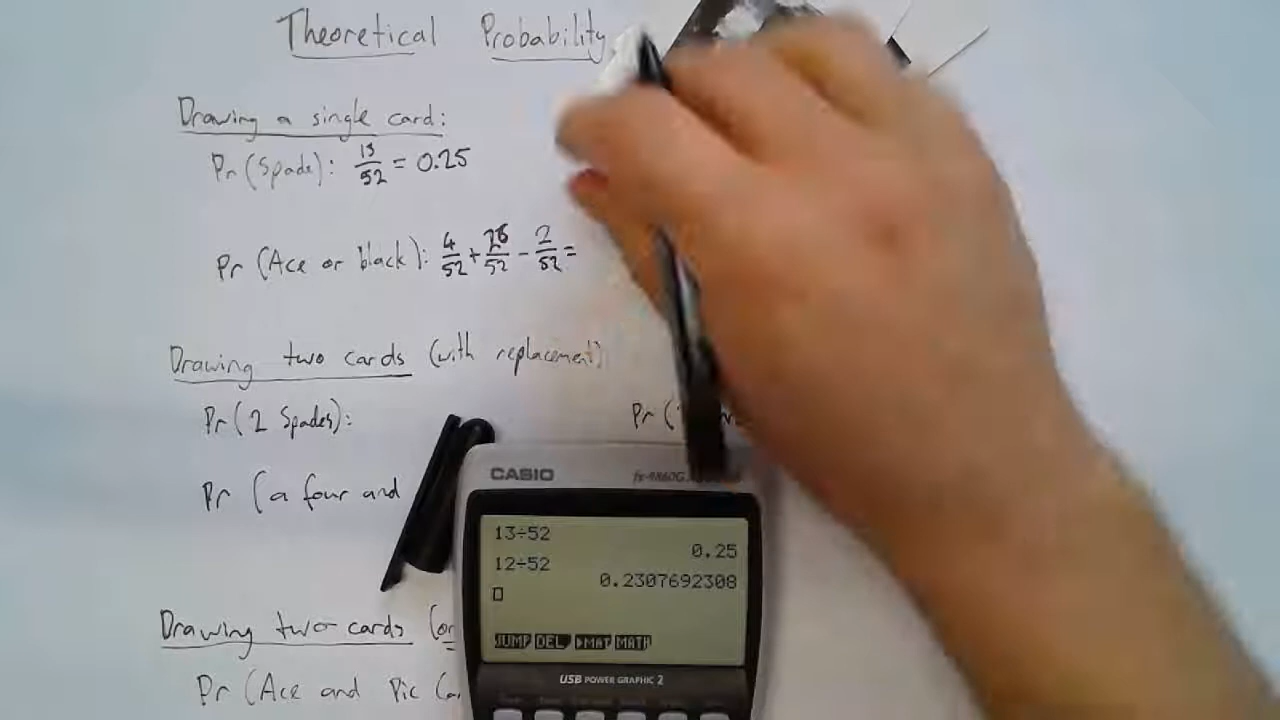 Theoretical Probability
Drawing a single card:
Pr (Spade): 13/52 = 0.25
Pr (Ace or black): 4/52 + 26/52 - 2/52 =
Drawing two cards (with replacement)
Pr (2 Spades):
Pr (
Pr (a four and
Drawing two cards
Pr (Ace and Pic
CASIO
13÷52
0.25
12÷52
0.2307692308
JUMP DEL ▶MAT MATH
USB POWER GRAPHIC 2